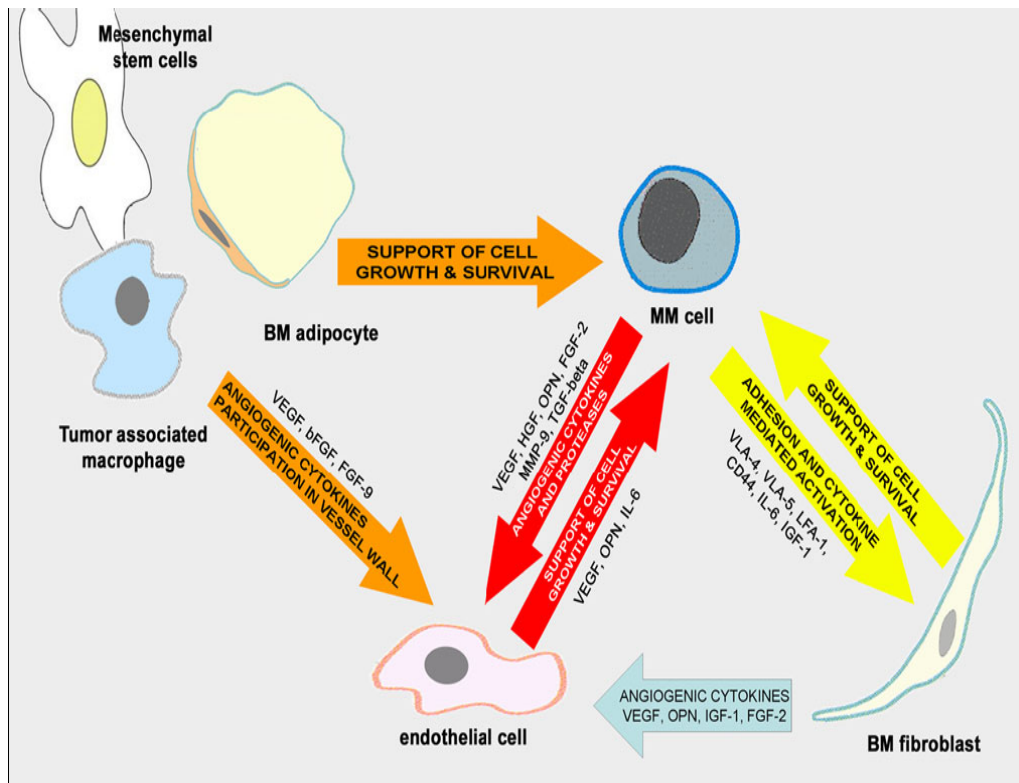 Mesenchymal
stem cells
SUPPORT OF CELL
GROWTH & SURVIVAL
BM adipocyte
MM cell
Tumor associated
macrophage
VEGF, bFGF, FGF-9
ANGIOGENIC CYTOKINES
PARTICIPATION IN VESSEL WALL
VEGF, HGF, OPN, FGF-2
MMP-9, TGF-beta
ANGIOGENIC CYTOKINES
AND PROTEASES
SUPPORT OF CELL
GROWTH & SURVIVAL
VEGF, OPN, IL-6
SUPPORT OF CELL
GROWTH & SURVIVAL
ADHESION AND CYTOKINE
MEDIATED ACTIVATION
VLA-4, VLA-5, LFA-1,
CD44, IL-6, IGF-1
ANGIOGENIC CYTOKINES
VEGF, OPN, IGF-1, FGF-2
endothelial cell
BM fibroblast